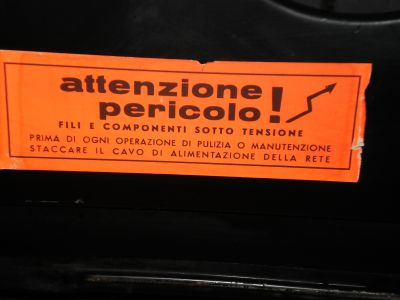 attenzione
pericolo!
FILI E COMPONENTI SOTTO TENSIONE
PRIMA DI OGNI OPERAZIONE DI PULIZIA O MANUTENZIONE
STACCARE IL CAVO DI ALIMENTAZIONE DELLA RETE